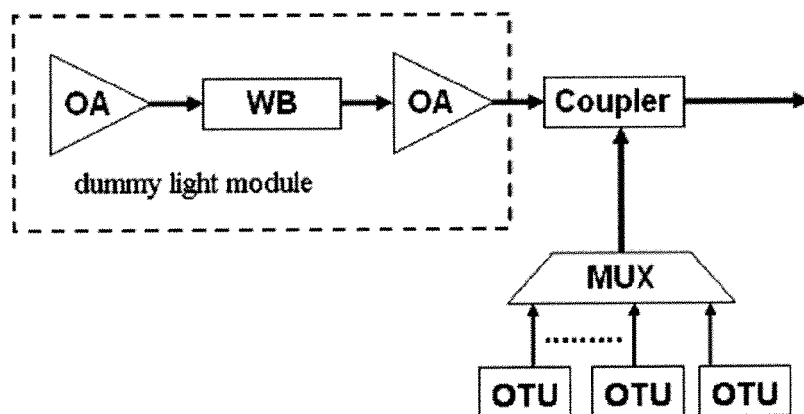 OA
WB
OA
Coupler
dummy light module
MUX
OTU
OTU
OTU